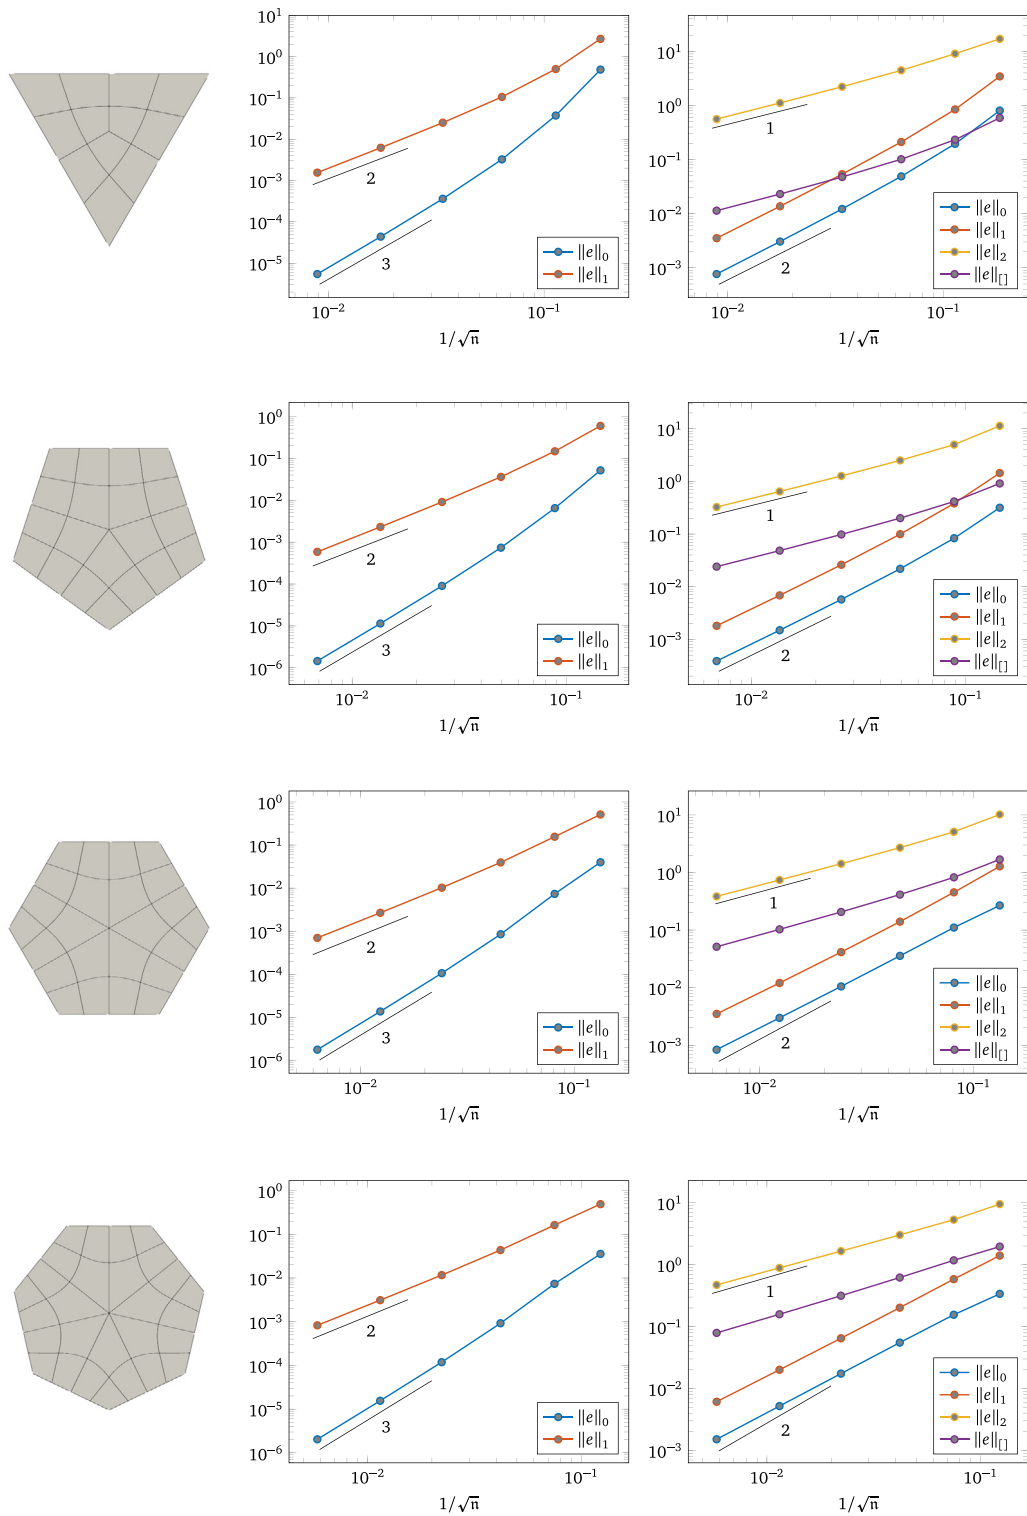 10^1
10^0
10^−1
10^−2
10^−3
10^−4
10^−5
2
3
‖e‖_0
‖e‖_1
10^−2 10^−1
1/√n
10^1
10^0
10^−1
10^−2
10^−3
1
2
‖e‖_0
‖e‖_1
‖e‖_2
‖e‖_[]
10^−2 10^−1
1/√n
10^0
10^−1
10^−2
10^−3
10^−4
10^−5
10^−6
2
3
‖e‖_0
‖e‖_1
10^−2 10^−1
1/√n
10^1
10^0
10^−1
10^−2
10^−3
1
2
‖e‖_0
‖e‖_1
‖e‖_2
‖e‖_[]
10^−2 10^−1
1/√n
10^0
10^−1
10^−2
10^−3
10^−4
10^−5
10^−6
2
3
‖e‖_0
‖e‖_1
10^−2 10^−1
1/√n
10^1
10^0
10^−1
10^−2
10^−3
1
2
‖e‖_0
‖e‖_1
‖e‖_2
‖e‖_[]
10^−2 10^−1
1/√n
10^0
10^−1
10^−2
10^−3
10^−4
10^−5
10^−6
2
3
‖e‖_0
‖e‖_1
10^−2 10^−1
1/√n
10^1
10^0
10^−1
10^−2
10^−3
1
2
‖e‖_0
‖e‖_1
‖e‖_2
‖e‖_[]
10^−2 10^−1
1/√n